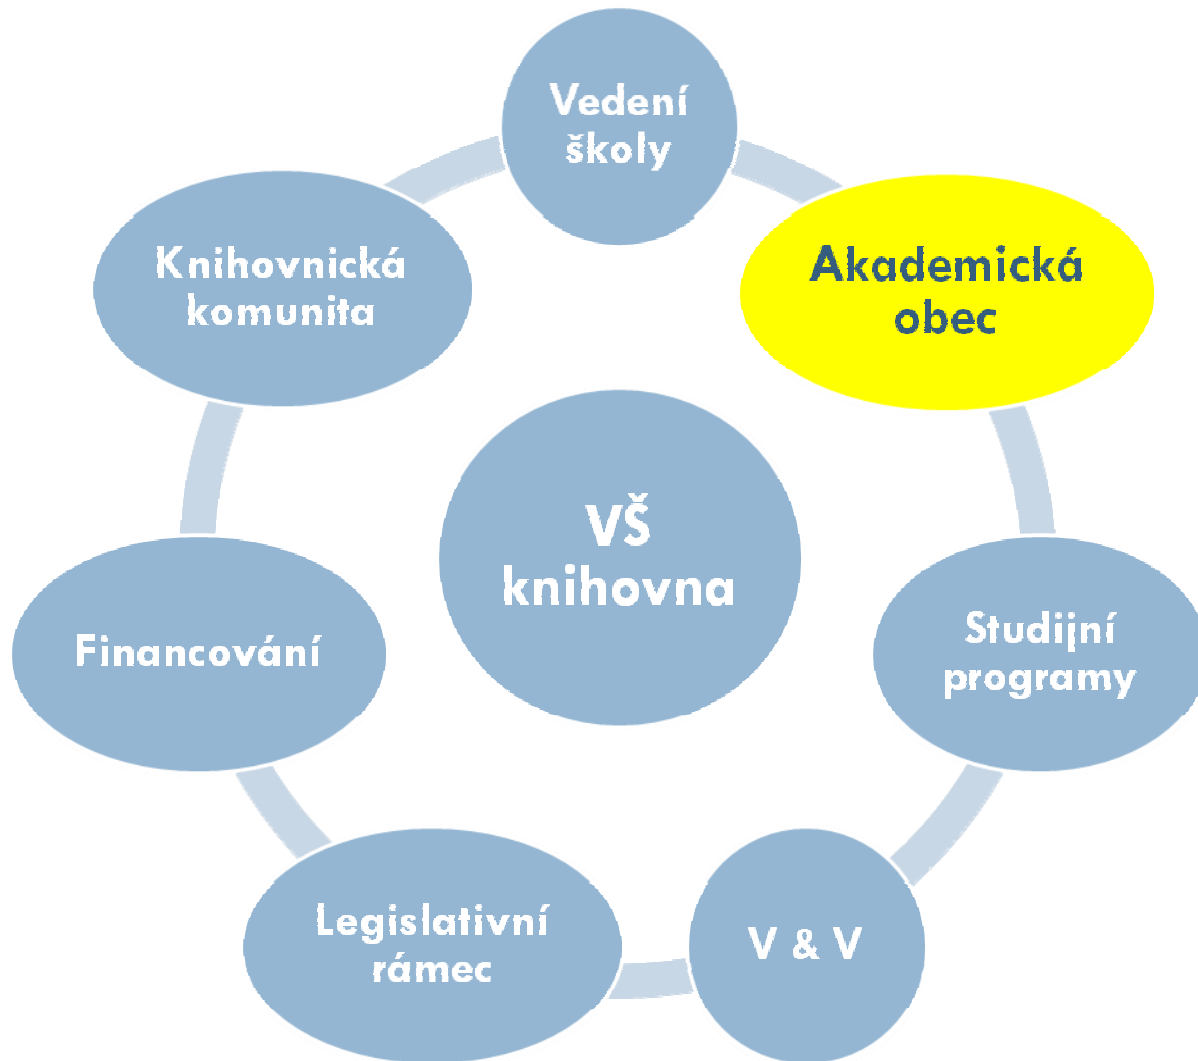 Vedení
školy
Akademická
obec
Knihovnická
komunita
VŠ
knihovna
Studijní
programy
Financování
V & V
Legislativní
rámec